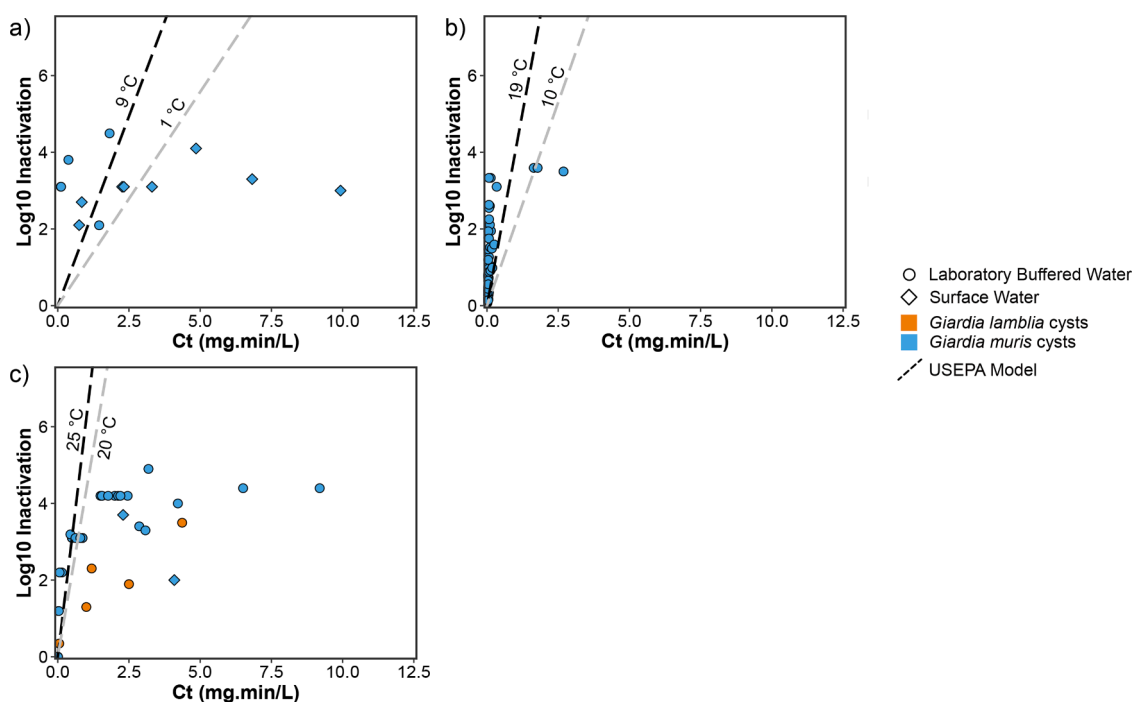 a)
Log10 Inactivation
6
4
2
0
9 °C
1 °C
0.0 2.5 5.0 7.5 10.0 12.5
Ct (mg.min/L)
b)
Log10 Inactivation
6
4
2
0
19 °C
10 °C
0.0 2.5 5.0 7.5 10.0 12.5
Ct (mg.min/L)
Laboratory Buffered Water
Surface Water
Giardia lamblia cysts
Giardia muris cysts
USEPA Model
c)
Log10 Inactivation
6
4
2
0
25 °C
20 °C
0.0 2.5 5.0 7.5 10.0 12.5
Ct (mg.min/L)